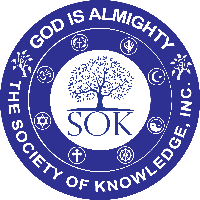 GOD IS ALMIGHTY
SOK
THE SOCIETY OF KNOWLEDGE, INC.